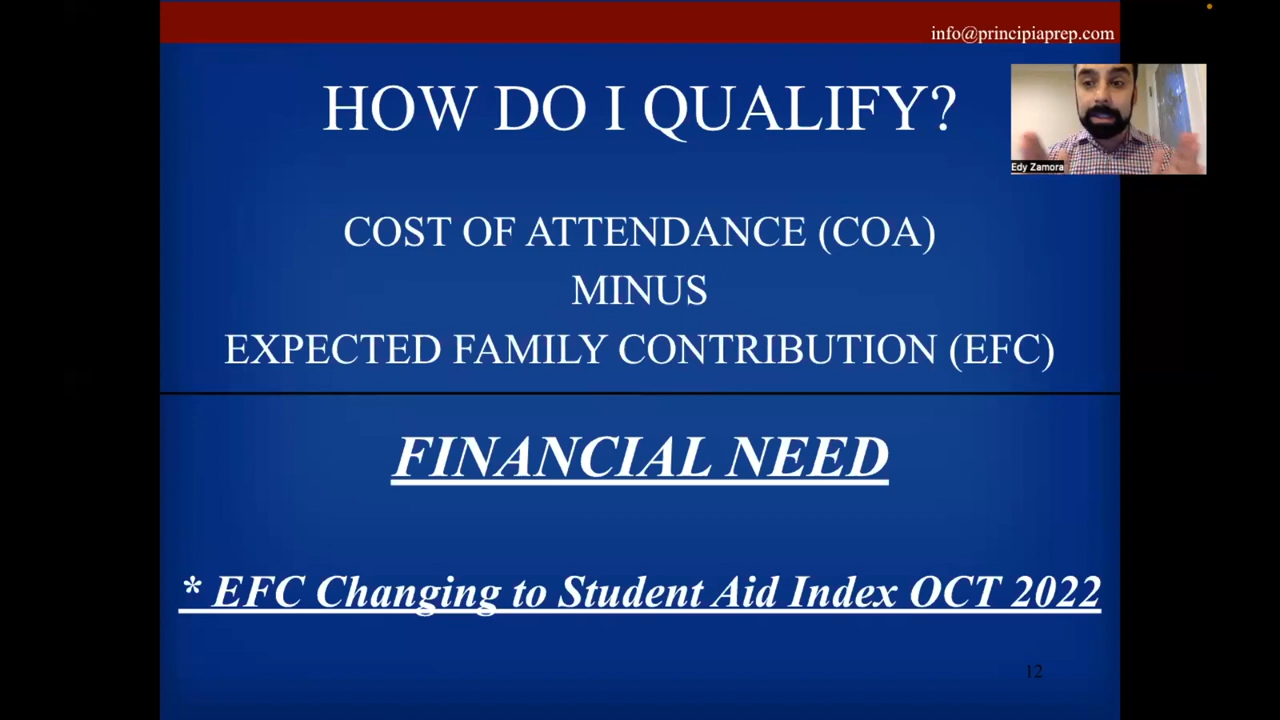 info@principiaprep.com
HOW DO I QUALIFY?
Edy Zamora
COST OF ATTENDANCE (COA)
MINUS
EXPECTED FAMILY CONTRIBUTION (EFC)
FINANCIAL NEED
* EFC Changing to Student Aid Index OCT 2022
12